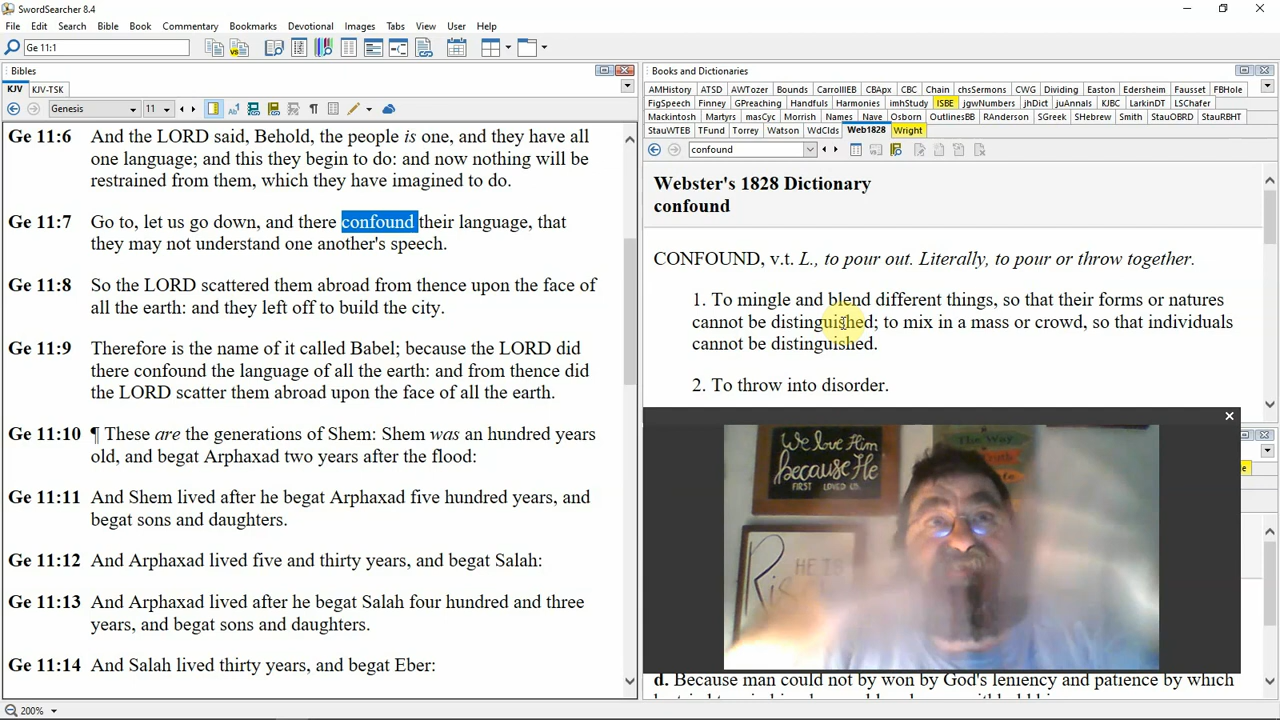 SwordSearcher 8.4
File Edit Search Bible Book Commentary Bookmarks Devotional Images Tabs View User Help
Ge 11:1
Bibles
KJV KJV-TSK
Genesis 11
Ge 11:6 And the LORD said, Behold, the people is one, and they have all
one language; and this they begin to do: and now nothing will be
restrained from them, which they have imagined to do.
Ge 11:7 Go to, let us go down, and there confound their language, that
they may not understand one another's speech.
Ge 11:8 So the LORD scattered them abroad from thence upon the face of
all the earth: and they left off to build the city.
Ge 11:9 Therefore is the name of it called Babel; because the LORD did
there confound the language of all the earth: and from thence did
the LORD scatter them abroad upon the face of all the earth.
Ge 11:10 ¶ These are the generations of Shem: Shem was an hundred years
old, and begat Arphaxad two years after the flood:
Ge 11:11 And Shem lived after he begat Arphaxad five hundred years, and
begat sons and daughters.
Ge 11:12 And Arphaxad lived five and thirty years, and begat Salah:
Ge 11:13 And Arphaxad lived after he begat Salah four hundred and three
years, and begat sons and daughters.
Ge 11:14 And Salah lived thirty years, and begat Eber:
200%
Books and Dictionaries
AMHistory ATSD AWTozer Bounds CarrollIEB CBApx CBC Chain chsSermons CWG Dividing Easton Edersheim Fausset FBHole
FigSpeech Finney GPreaching Handfuls Harmonies imhStudy ISBE jgwNumbers jhDict juAnnals KJBC LarkinDT LSChafer
Mackintosh Martyrs masCyc Morrish Names Nave Osborn OutlinesBB RAnderson SGreek SHebrew Smith StauOBRD StauRBHT
StauWTEB TFund Torrey Watson WdClds Web1828 Wright
confound
Webster's 1828 Dictionary
confound
CONFOUND, v.t. L., to pour out. Literally, to pour or throw together.
1. To mingle and blend different things, so that their forms or natures
cannot be distinguished; to mix in a mass or crowd, so that individuals
cannot be distinguished.
2. To throw into disorder.
We love Him
because He
FIRST LOVED US.
The Way
HE IS
Ris
d. Because man could not by won by God's leniency and patience by which